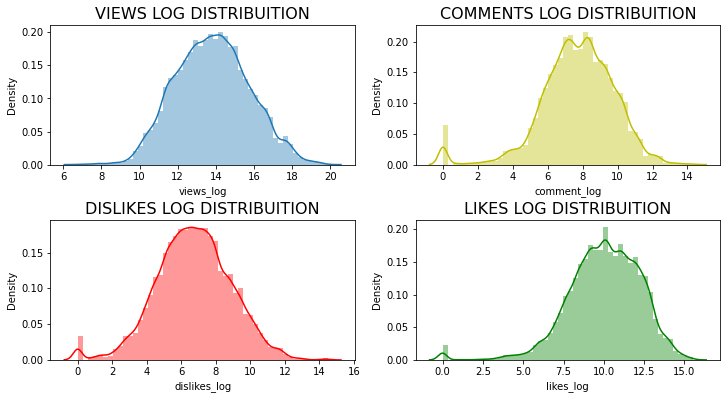 VIEWS LOG DISTRIBUITION
Density
0.20
0.15
0.10
0.05
0.00
6 8 10 12 14 16 18 20
views_log
COMMENTS LOG DISTRIBUITION
Density
0.20
0.15
0.10
0.05
0.00
0 2 4 6 8 10 12 14
comment_log
DISLIKES LOG DISTRIBUITION
Density
0.15
0.10
0.05
0.00
0 2 4 6 8 10 12 14 16
dislikes_log
LIKES LOG DISTRIBUITION
Density
0.20
0.15
0.10
0.05
0.00
0.0 2.5 5.0 7.5 10.0 12.5 15.0
likes_log